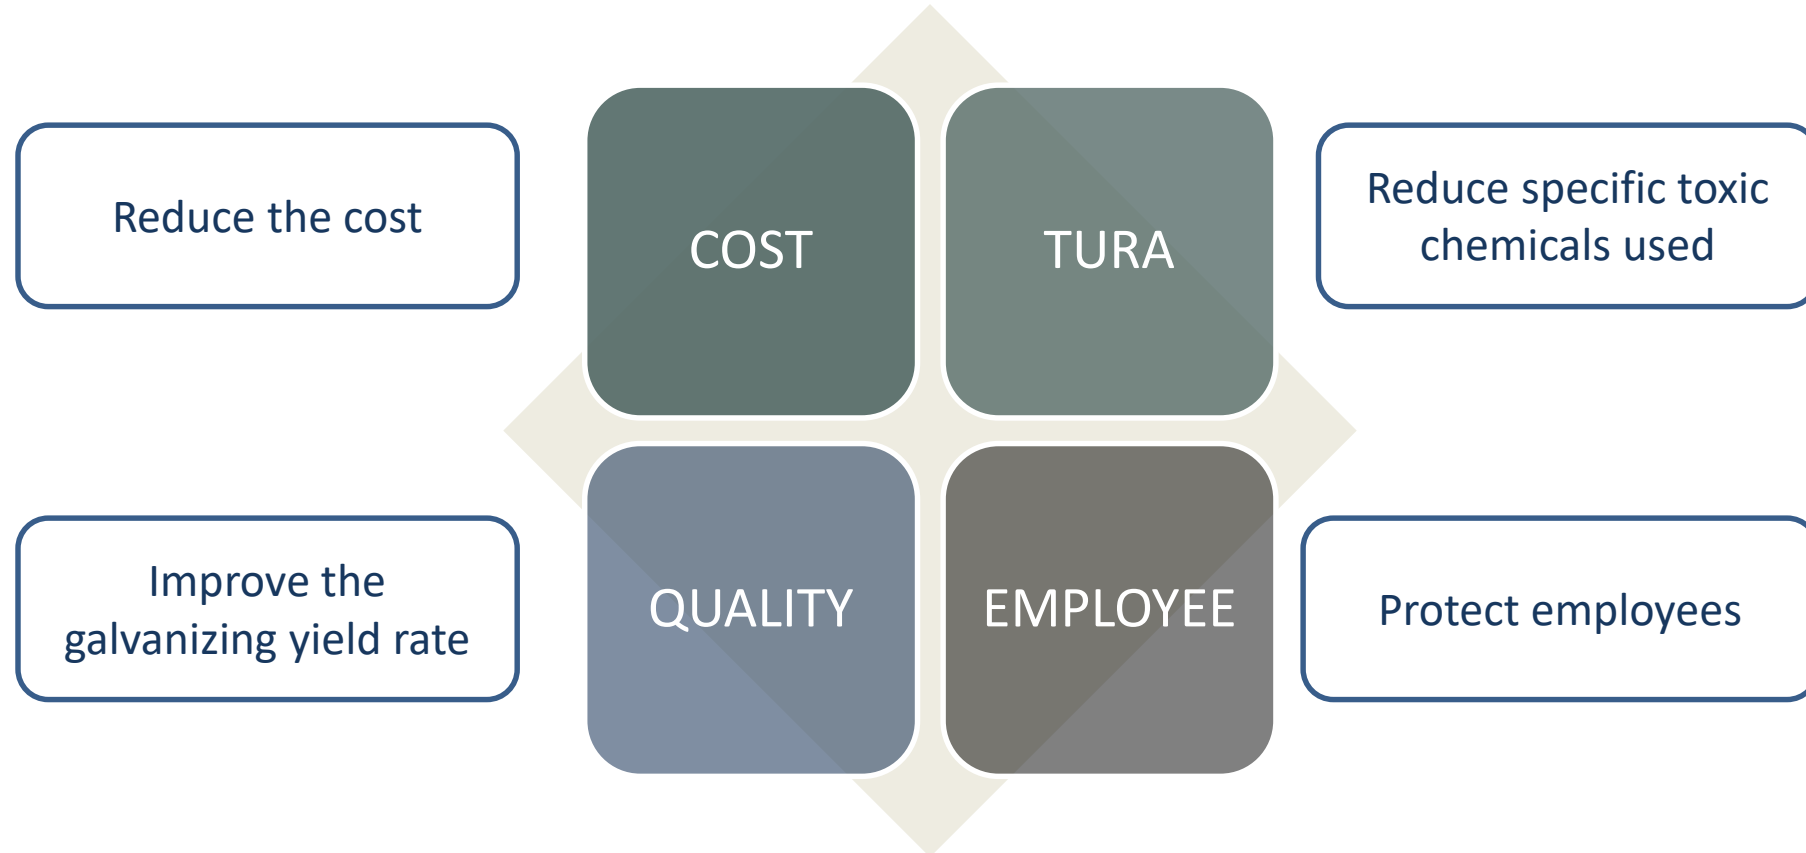 Reduce the cost
COST
TURA
Reduce specific toxic
chemicals used
Improve the
galvanizing yield rate
QUALITY
EMPLOYEE
Protect employees